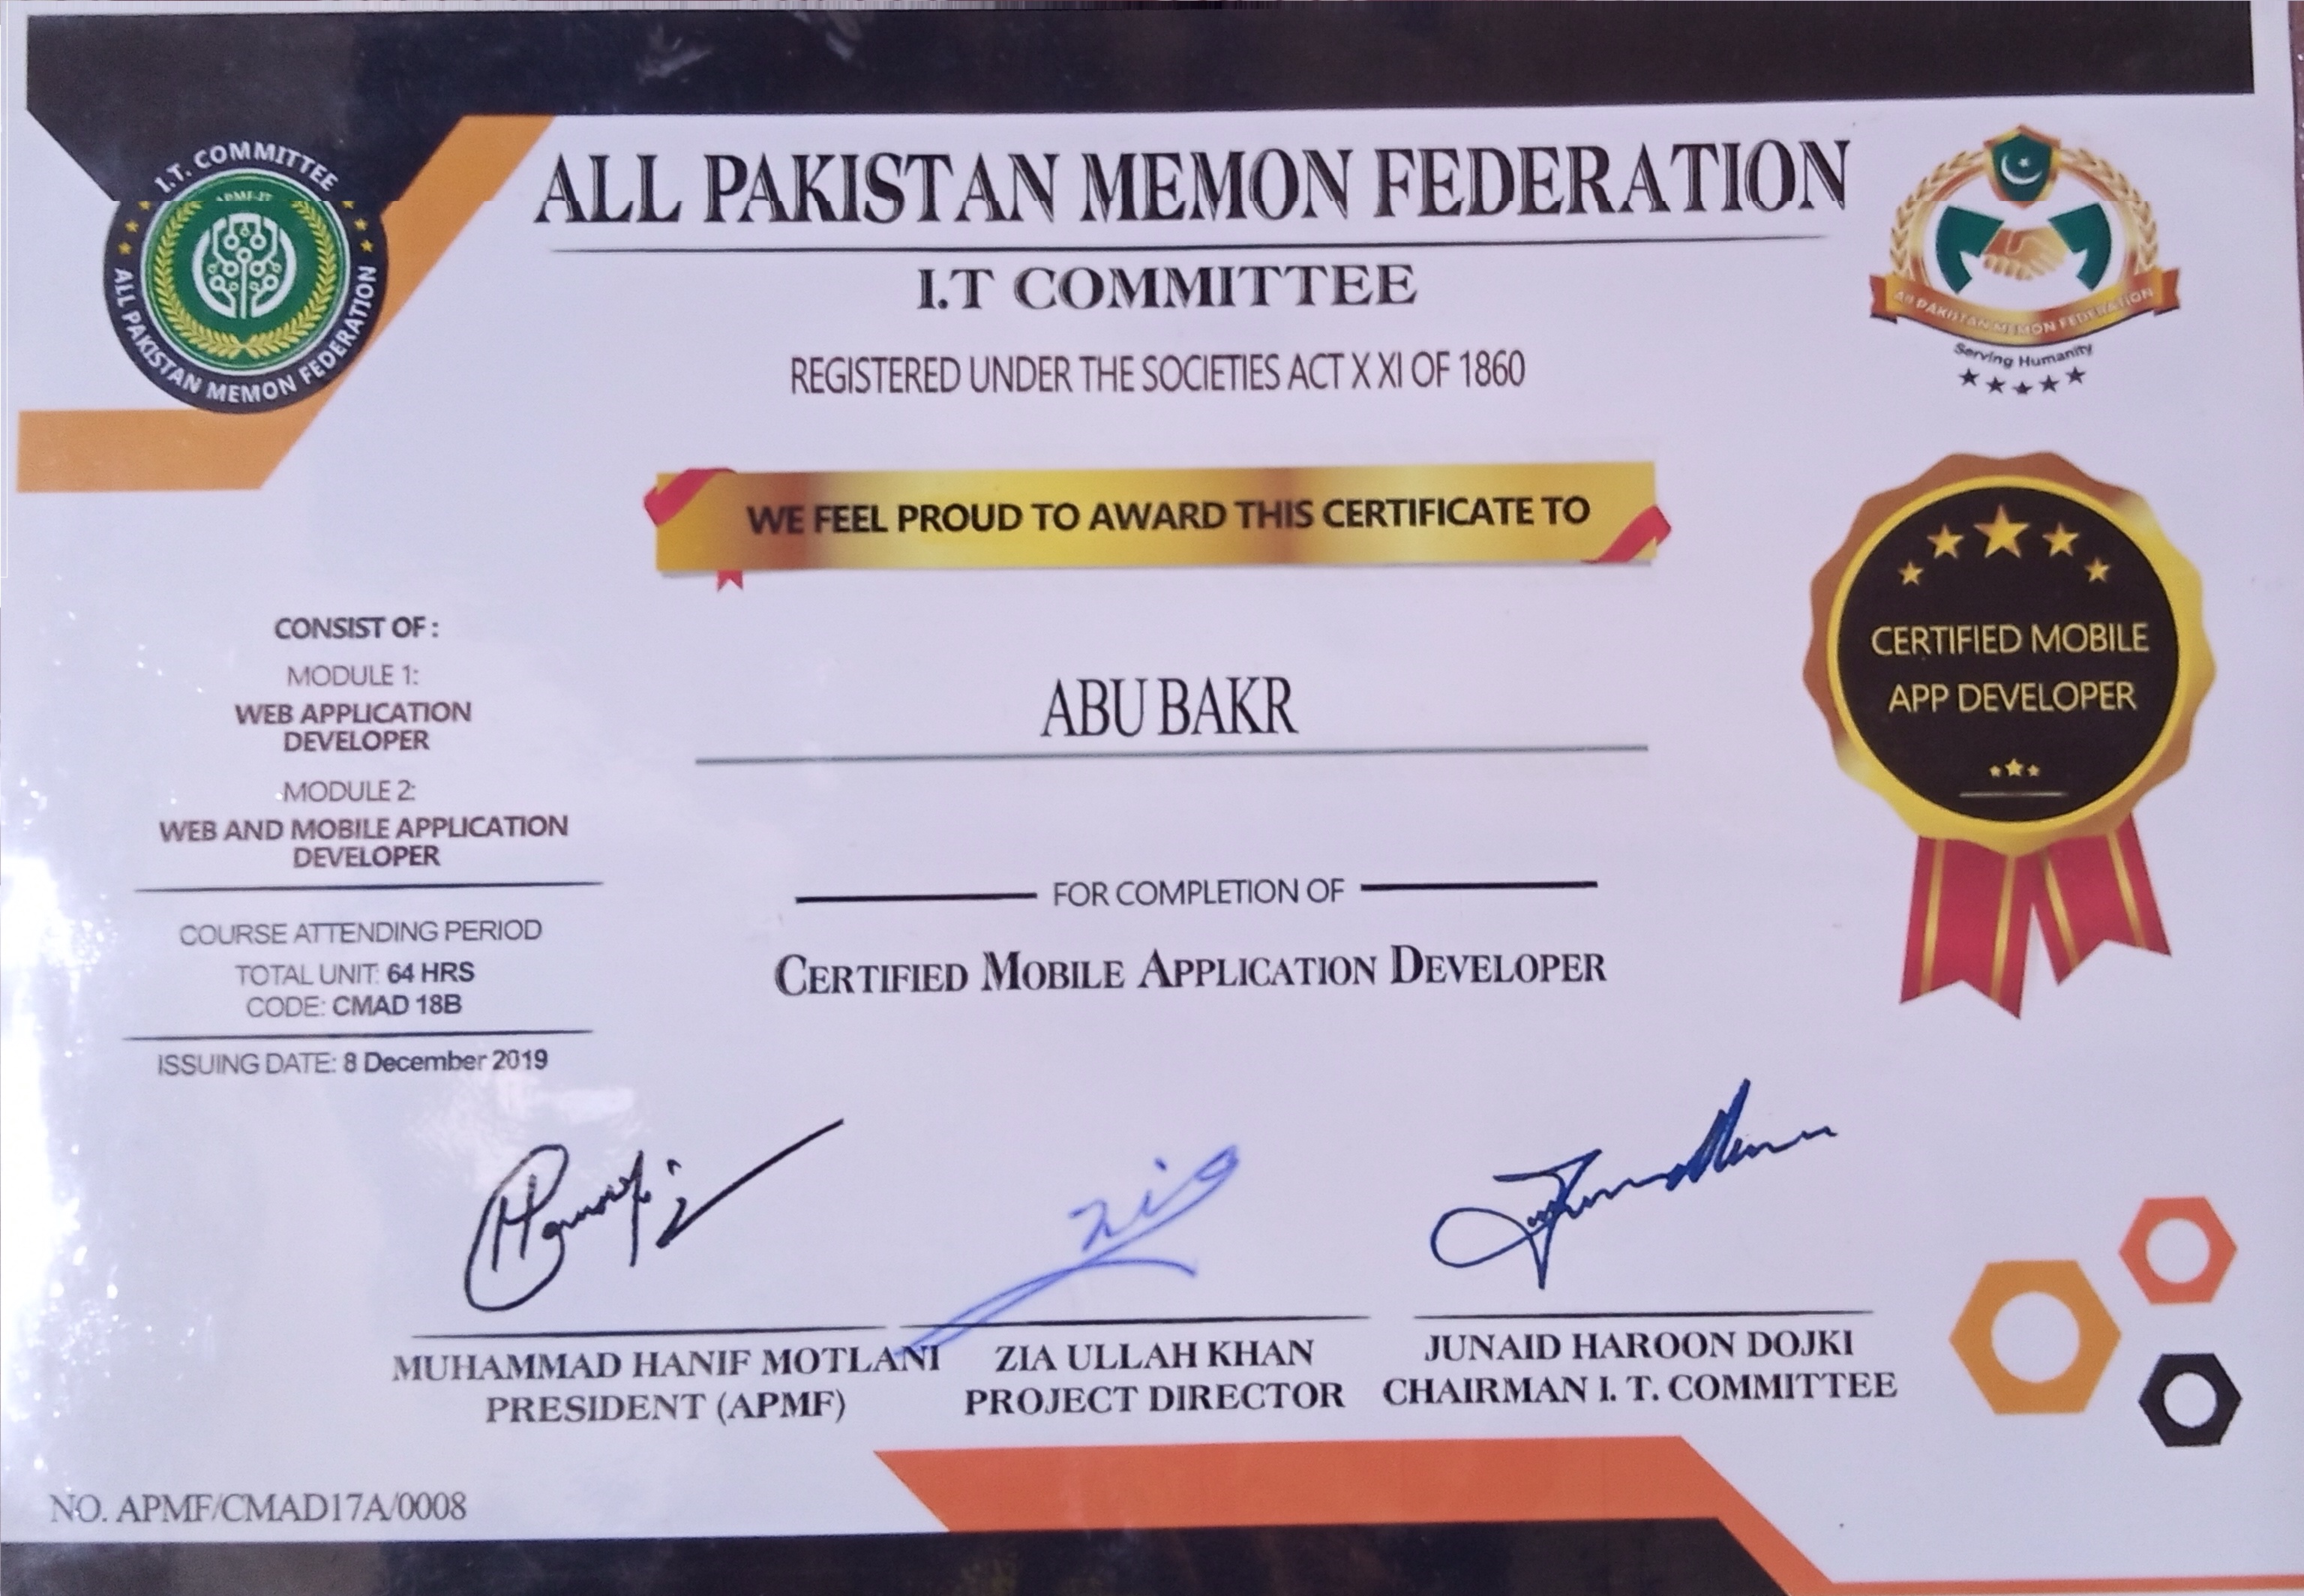 I.T. COMMITTEE
APMF-IT
ALL PAKISTAN MEMON FEDERATION
ALL PAKISTAN MEMON FEDERATION
I.T COMMITTEE
REGISTERED UNDER THE SOCIETIES ACT X XI OF 1860
All PAKISTAN MEMON FEDERATION
Serving Humanity
WE FEEL PROUD TO AWARD THIS CERTIFICATE TO
CERTIFIED MOBILE
APP DEVELOPER
CONSIST OF :
MODULE 1:
WEB APPLICATION
DEVELOPER
MODULE 2:
WEB AND MOBILE APPLICATION
DEVELOPER
COURSE ATTENDING PERIOD
TOTAL UNIT: 64 HRS
CODE: CMAD 18B
ISSUING DATE: 8 December 2019
ABU BAKR
FOR COMPLETION OF
CERTIFIED MOBILE APPLICATION DEVELOPER
MUHAMMAD HANIF MOTLANI
PRESIDENT (APMF)
ZIA ULLAH KHAN
PROJECT DIRECTOR
JUNAID HAROON DOJKI
CHAIRMAN I. T. COMMITTEE
NO. APMF/CMAD17A/0008